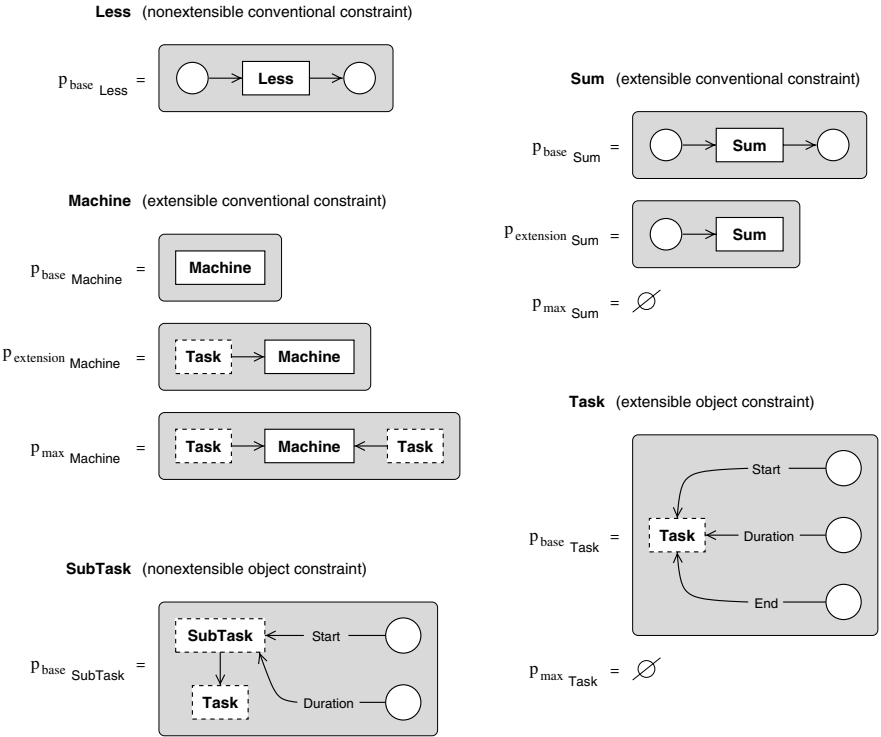 Less (nonextensible conventional constraint)
p base Less =
Less
Machine (extensible conventional constraint)
p base Machine =
Machine
p extension Machine =
Task Machine
p max Machine =
Task Machine Task
SubTask (nonextensible object constraint)
p base SubTask =
SubTask Start
Task Duration
Sum (extensible conventional constraint)
p base Sum =
Sum
p extension Sum =
Sum
p max Sum = ∅
Task (extensible object constraint)
Start
p base Task =
Task Duration
End
p max Task = ∅